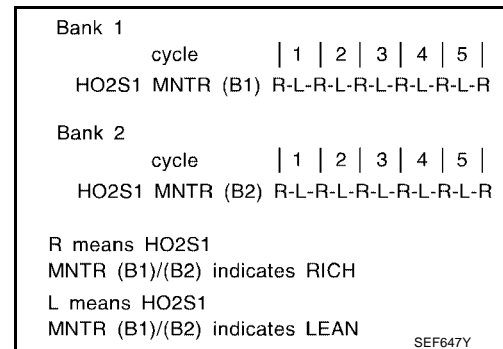 Bank 1
cycle | 1 | 2 | 3 | 4 | 5 |
HO2S1 MNTR (B1) R-L-R-L-R-L-R-L-R-L-R
Bank 2
cycle | 1 | 2 | 3 | 4 | 5 |
HO2S1 MNTR (B2) R-L-R-L-R-L-R-L-R-L-R
R means HO2S1
MNTR (B1)/(B2) indicates RICH
L means HO2S1
MNTR (B1)/(B2) indicates LEAN
SEF647Y